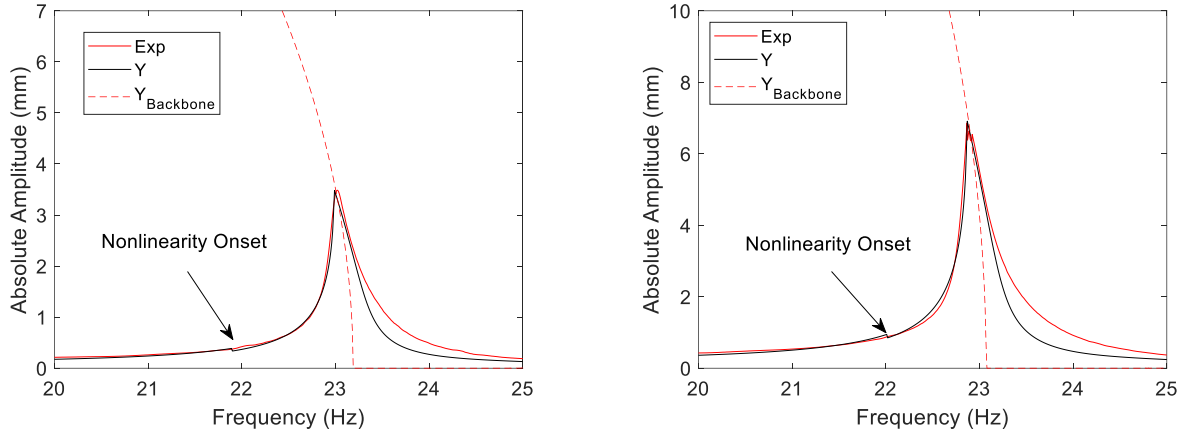 7
6
5
4
3
2
1
0
Absolute Amplitude (mm)
Exp
Y
Y_Backbone
Nonlinearity Onset
20 21 22 23 24 25
Frequency (Hz)
10
8
6
4
2
0
Absolute Amplitude (mm)
Exp
Y
Y_Backbone
Nonlinearity Onset
20 21 22 23 24 25
Frequency (Hz)